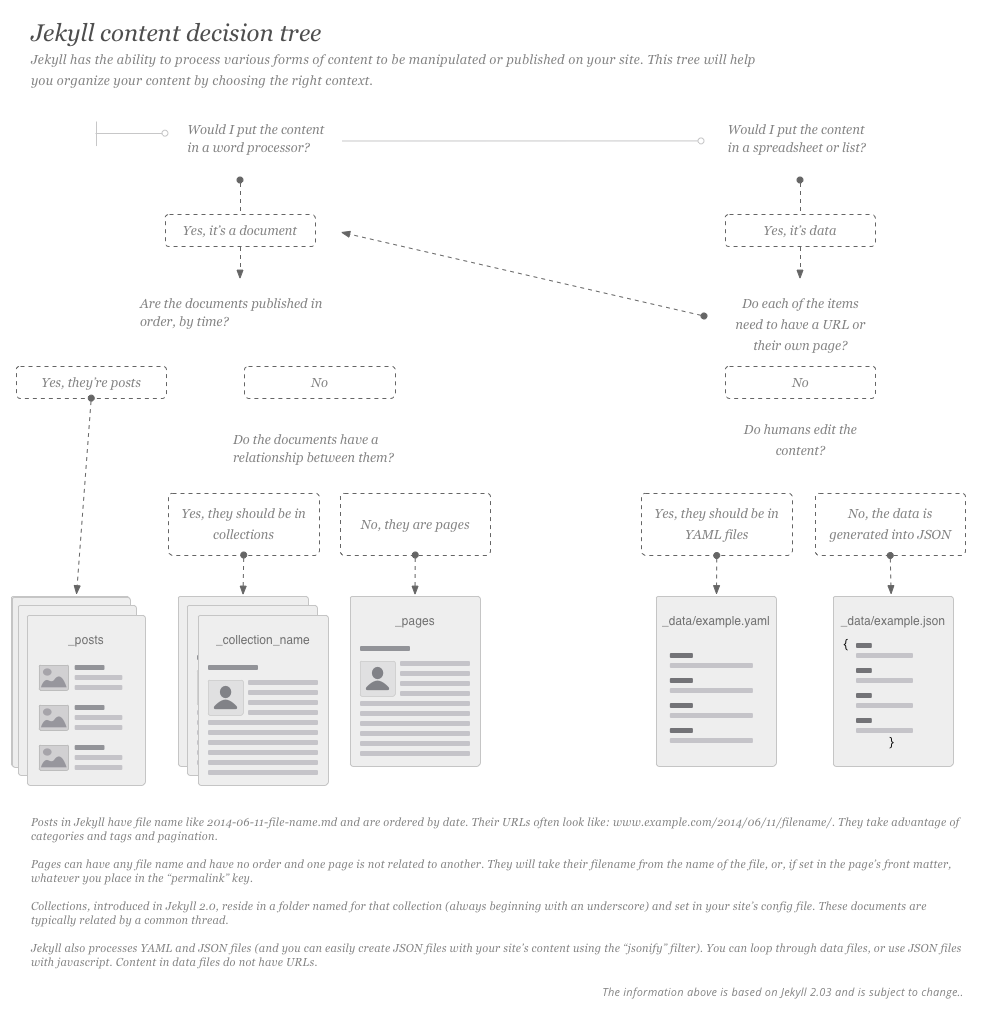 Jekyll content decision tree
Jekyll has the ability to process various forms of content to be manipulated or published on your site. This tree will help
you organize your content by choosing the right context.
Would I put the content
in a word processor?
Would I put the content
in a spreadsheet or list?
Yes, it's a document
Yes, it's data
Are the documents published in
order, by time?
Do each of the items
need to have a URL or
their own page?
Yes, they're posts
No
No
Do the documents have a
relationship between them?
Do humans edit the
content?
Yes, they should be in
collections
No, they are pages
Yes, they should be in
YAML files
No, the data is
generated into JSON
_posts
_collection_name
_pages
_data/example.yaml
_data/example.json
{
}
Posts in Jekyll have file name like 2014-06-11-file-name.md and are ordered by date. Their URLs often look like: www.example.com/2014/06/11/filename/. They take advantage of
categories and tags and pagination.
Pages can have any file name and have no order and one page is not related to another. They will take their filename from the name of the file, or, if set in the page's front matter,
whatever you place in the “permalink” key.
Collections, introduced in Jekyll 2.0, reside in a folder named for that collection (always beginning with an underscore) and set in your site's config file. These documents are
typically related by a common thread.
Jekyll also processes YAML and JSON files (and you can easily create JSON files with your site's content using the “jsonify” filter). You can loop through data files, or use JSON files
with javascript. Content in data files do not have URLs.
The information above is based on Jekyll 2.03 and is subject to change..